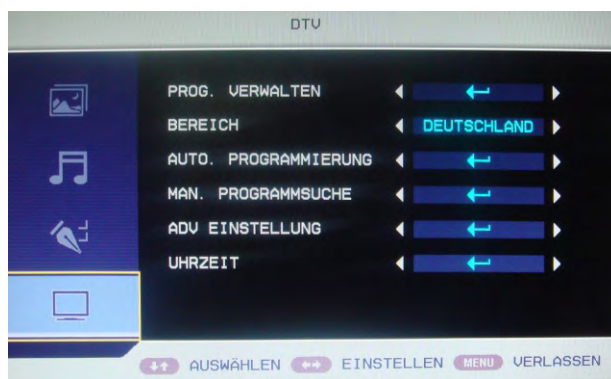 DTV
PROG. VERWALTEN
BEREICH DEUTSCHLAND
AUTO. PROGRAMMIERUNG
MAN. PROGRAMMSUCHE
ADV EINSTELLUNG
UHRZEIT
AUSWÄHLEN EINSTELLEN MENU VERLASSEN